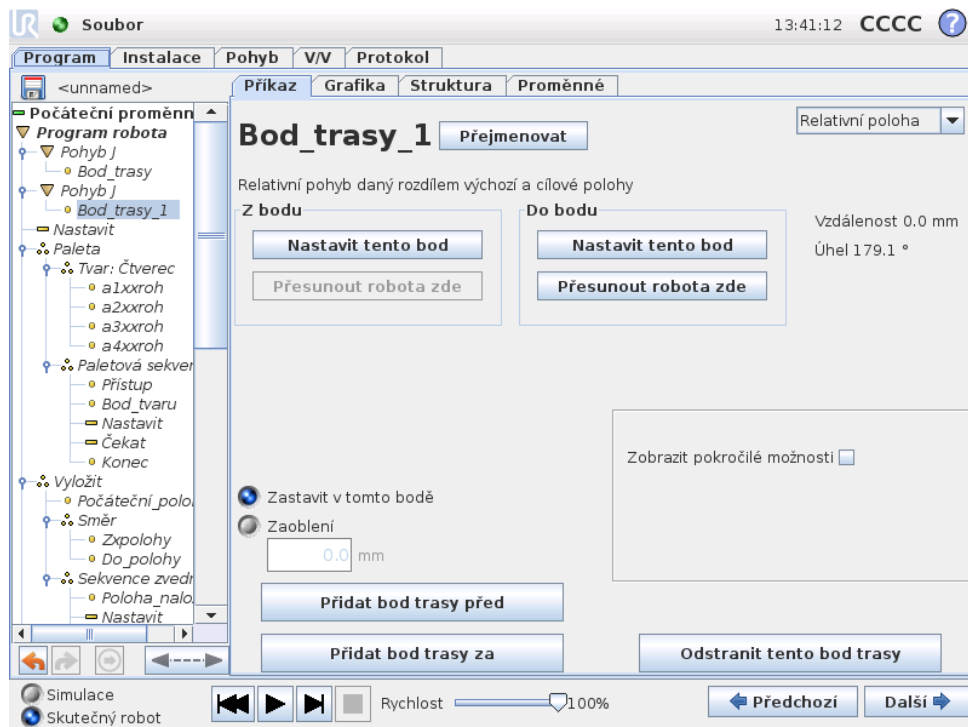 UR Soubor 13:41:12 CCCC ?
Program Instalace Pohyb V/V Protokol
<unnamed>
Příkaz Grafika Struktura Proměnné
Počáteční proměnn
Program robota
Pohyb J
Bod_trasy
Pohyb J
Bod_trasy_1
Nastavit
Paleta
Tvar: Čtverec
a1xxroh
a2xxroh
a3xxroh
a4xxroh
Paletová sekver
Přístup
Bod_tvaru
Nastavit
Čekat
Konec
Vyložit
Počáteční_polo
Směr
Zxpolohy
Do_polohy
Sekvence zvedr
Poloha_nalo
Nastavit
Bod_trasy_1 Přejmenovat
Relativní poloha
Relativní pohyb daný rozdílem výchozí a cílové polohy
Z bodu
Nastavit tento bod
Přesunout robota zde
Do bodu
Nastavit tento bod
Přesunout robota zde
Vzdálenost 0.0 mm
Úhel 179.1 °
Zobrazit pokročilé možnosti
Zastavit v tomto bodě
Zaoblení
0.0 mm
Přidat bod trasy před
Přidat bod trasy za
Odstranit tento bod trasy
Simulace
Skutečný robot
Rychlost 100%
Předchozí
Další